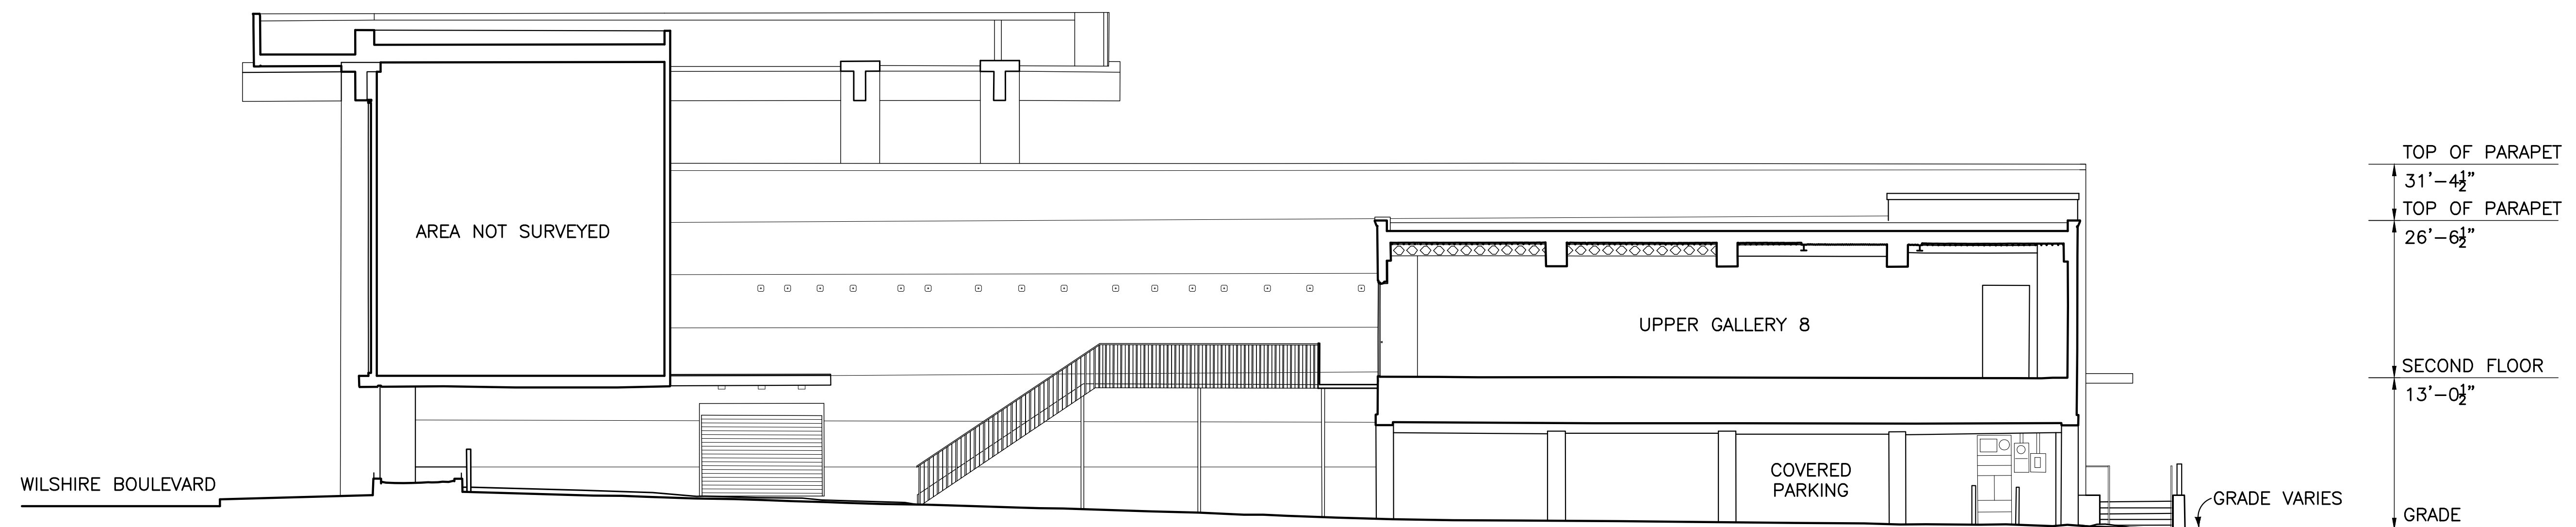 TOP OF PARAPET
31'-4½"
TOP OF PARAPET
26'-6½"
AREA NOT SURVEYED
UPPER GALLERY 8
SECOND FLOOR
13'-0½"
COVERED
PARKING
WILSHIRE BOULEVARD
GRADE VARIES
GRADE